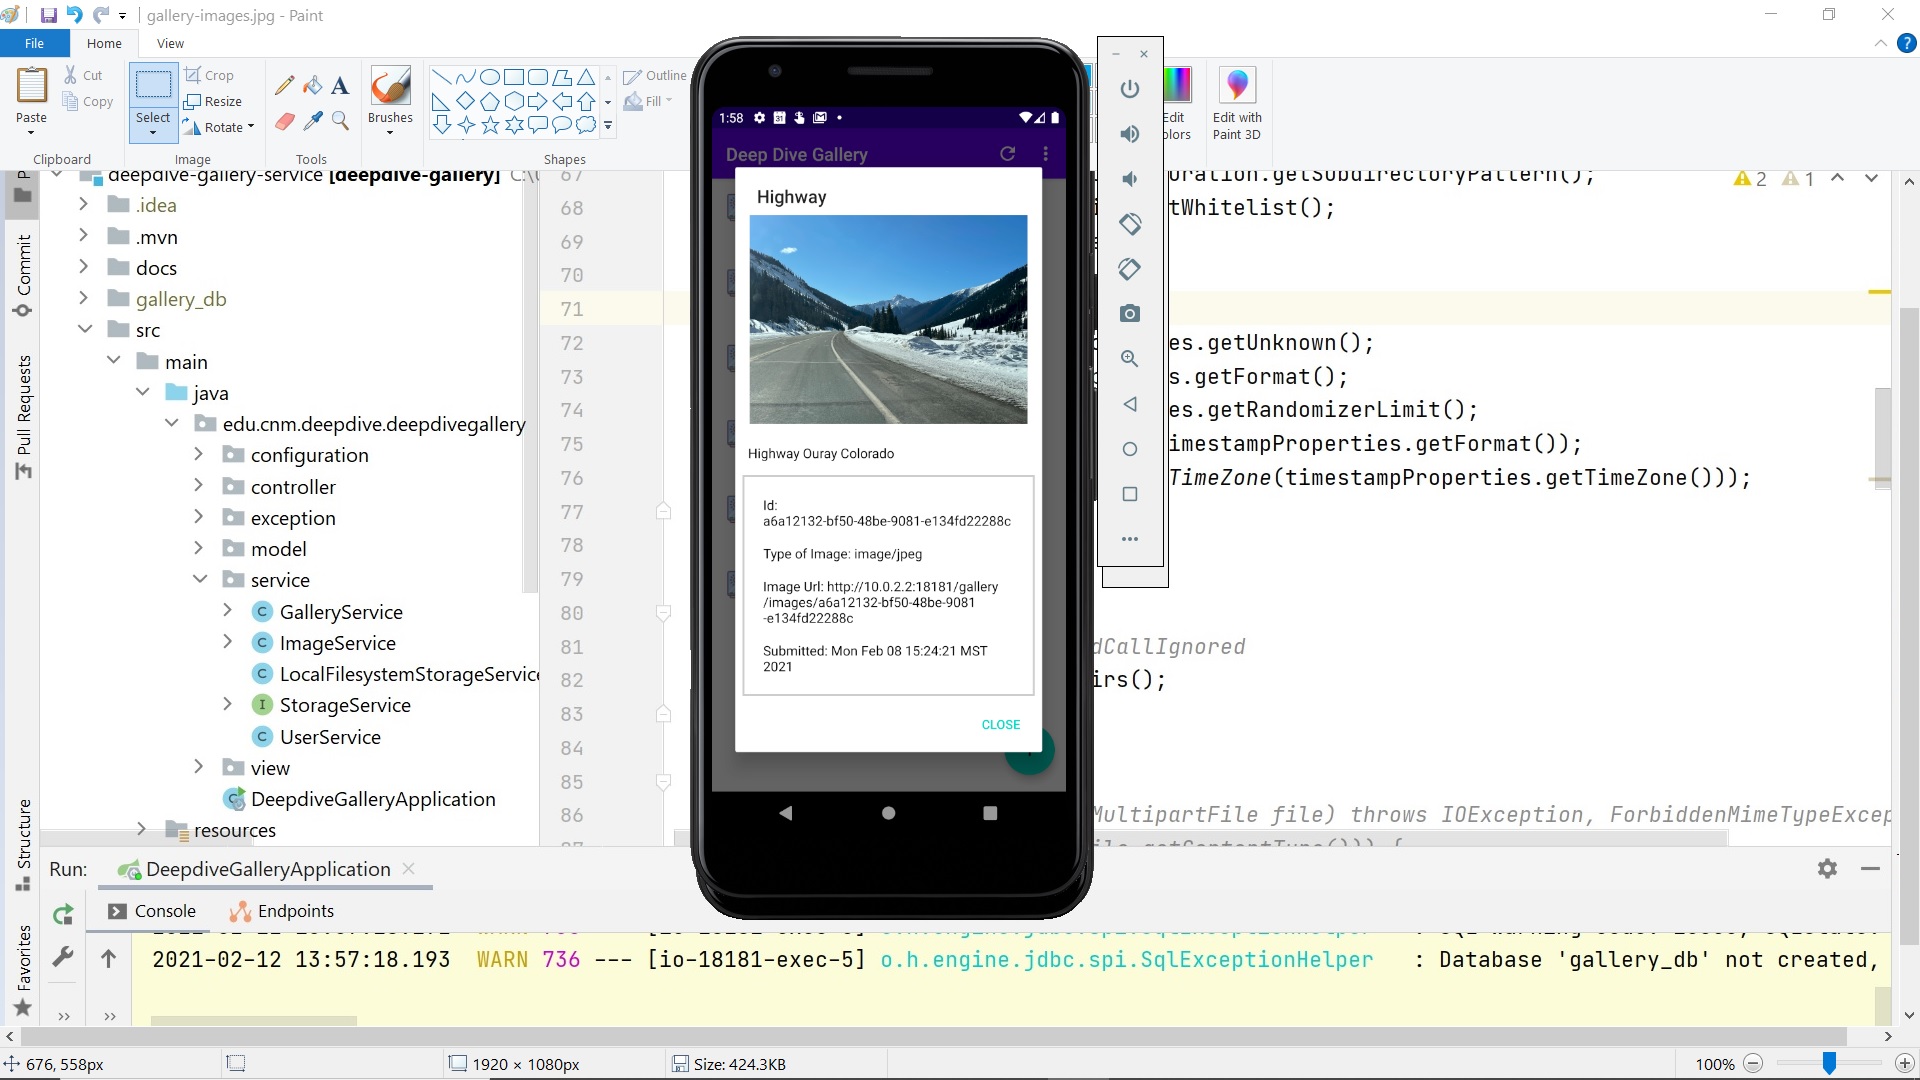 gallery-images.jpg - Paint
File
Home
View
Cut
Copy
Paste
Clipboard
Select
Crop
Resize
Rotate
Image
Tools
Brushes
Shapes
Outline
Fill
Edit
Edit with
Paint 3D
deepdive-gallery-service [deepdive-gallery]
.idea
.mvn
docs
gallery_db
src
main
java
edu.cnm.deepdive.deepdivegallery
configuration
controller
exception
model
service
GalleryService
ImageService
LocalFilesystemStorageService
StorageService
UserService
view
DeepdiveGalleryApplication
resources
Commit
Pull Requests
Structure
Favorites
67
68
69
70
71
72
73
74
75
76
77
78
79
80
81
82
83
84
85
86
1:58
31
Deep Dive Gallery
Highway
Highway Ouray Colorado
Id:
a6a12132-bf50-48be-9081-e134fd22288c
Type of Image: image/jpeg
Image Url: http://10.0.2.2:18181/gallery
/images/a6a12132-bf50-48be-9081
-e134fd22288c
Submitted: Mon Feb 08 15:24:21 MST
2021
CLOSE
uration.getSubdirectoryPattern();
2 1
tWhitelist();
es.getUnknown();
s.getFormat();
es.getRandomizerLimit();
imestampProperties.getFormat());
TimeZone(timestampProperties.getTimeZone()));
dCallIgnored
irs();
MultipartFile file) throws IOException, ForbiddenMimeTypeExcep
Run:
DeepdiveGalleryApplication
Console
Endpoints
2021-02-12 13:57:18.193 WARN 736 --- [io-18181-exec-5] o.h.engine.jdbc.spi.SqlExceptionHelper : Database 'gallery_db' not created,
676, 558px
1920 × 1080px
Size: 424.3KB
100%